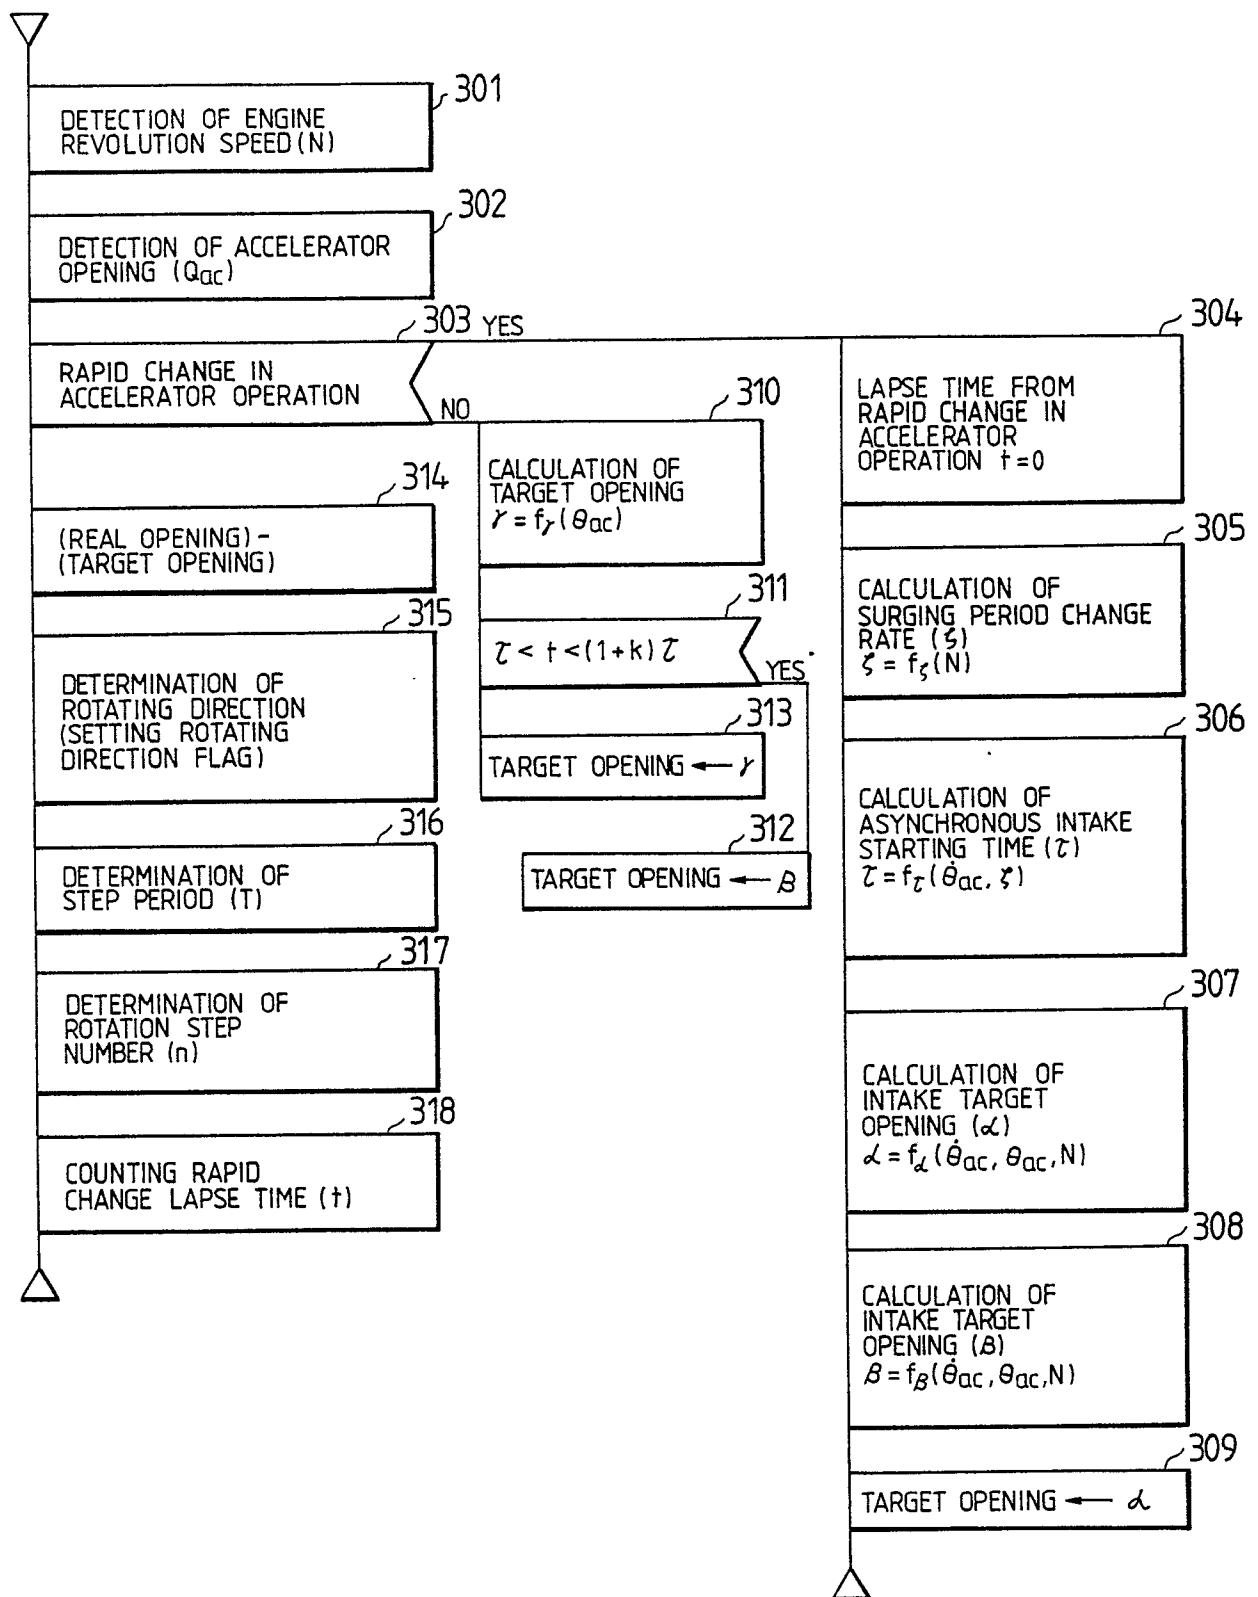 301
DETECTION OF ENGINE
REVOLUTION SPEED(N)
302
DETECTION OF ACCELERATOR
OPENING (Qac)
303
YES
RAPID CHANGE IN
ACCELERATOR OPERATION
NO
304
LAPSE TIME FROM
RAPID CHANGE IN
ACCELERATOR
OPERATION t=0
305
CALCULATION OF
SURGING PERIOD CHANGE
RATE (ζ)
ζ = fζ(N)
306
CALCULATION OF
ASYNCHRONOUS INTAKE
STARTING TIME (τ)
τ = fτ(θ̇ac, ζ)
307
CALCULATION OF
INTAKE TARGET
OPENING (α)
α = fα(θ̇ac, θac, N)
308
CALCULATION OF
INTAKE TARGET
OPENING (β)
β = fβ(θ̇ac, θac, N)
309
TARGET OPENING ← α
310
CALCULATION OF
TARGET OPENING
γ = fγ(θac)
311
τ < t < (1+k) τ
YES
313
TARGET OPENING ← γ
312
TARGET OPENING ← β
314
(REAL OPENING) -
(TARGET OPENING)
315
DETERMINATION OF
ROTATING DIRECTION
(SETTING ROTATING
DIRECTION FLAG)
316
DETERMINATION OF
STEP PERIOD (T)
317
DETERMINATION OF
ROTATION STEP
NUMBER (n)
318
COUNTING RAPID
CHANGE LAPSE TIME (t)